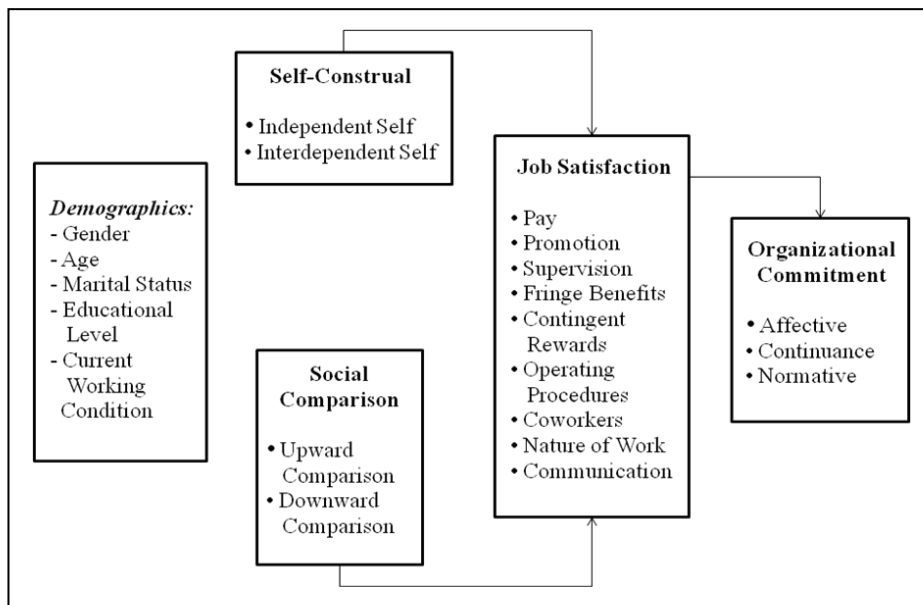 Self-Construal
• Independent Self
• Interdependent Self
Demographics:
- Gender
- Age
- Marital Status
- Educational
Level
- Current
Working
Condition
Social
Comparison
• Upward
Comparison
• Downward
Comparison
Job Satisfaction
• Pay
• Promotion
• Supervision
• Fringe Benefits
• Contingent
Rewards
• Operating
Procedures
• Coworkers
• Nature of Work
• Communication
Organizational
Commitment
• Affective
• Continuance
• Normative